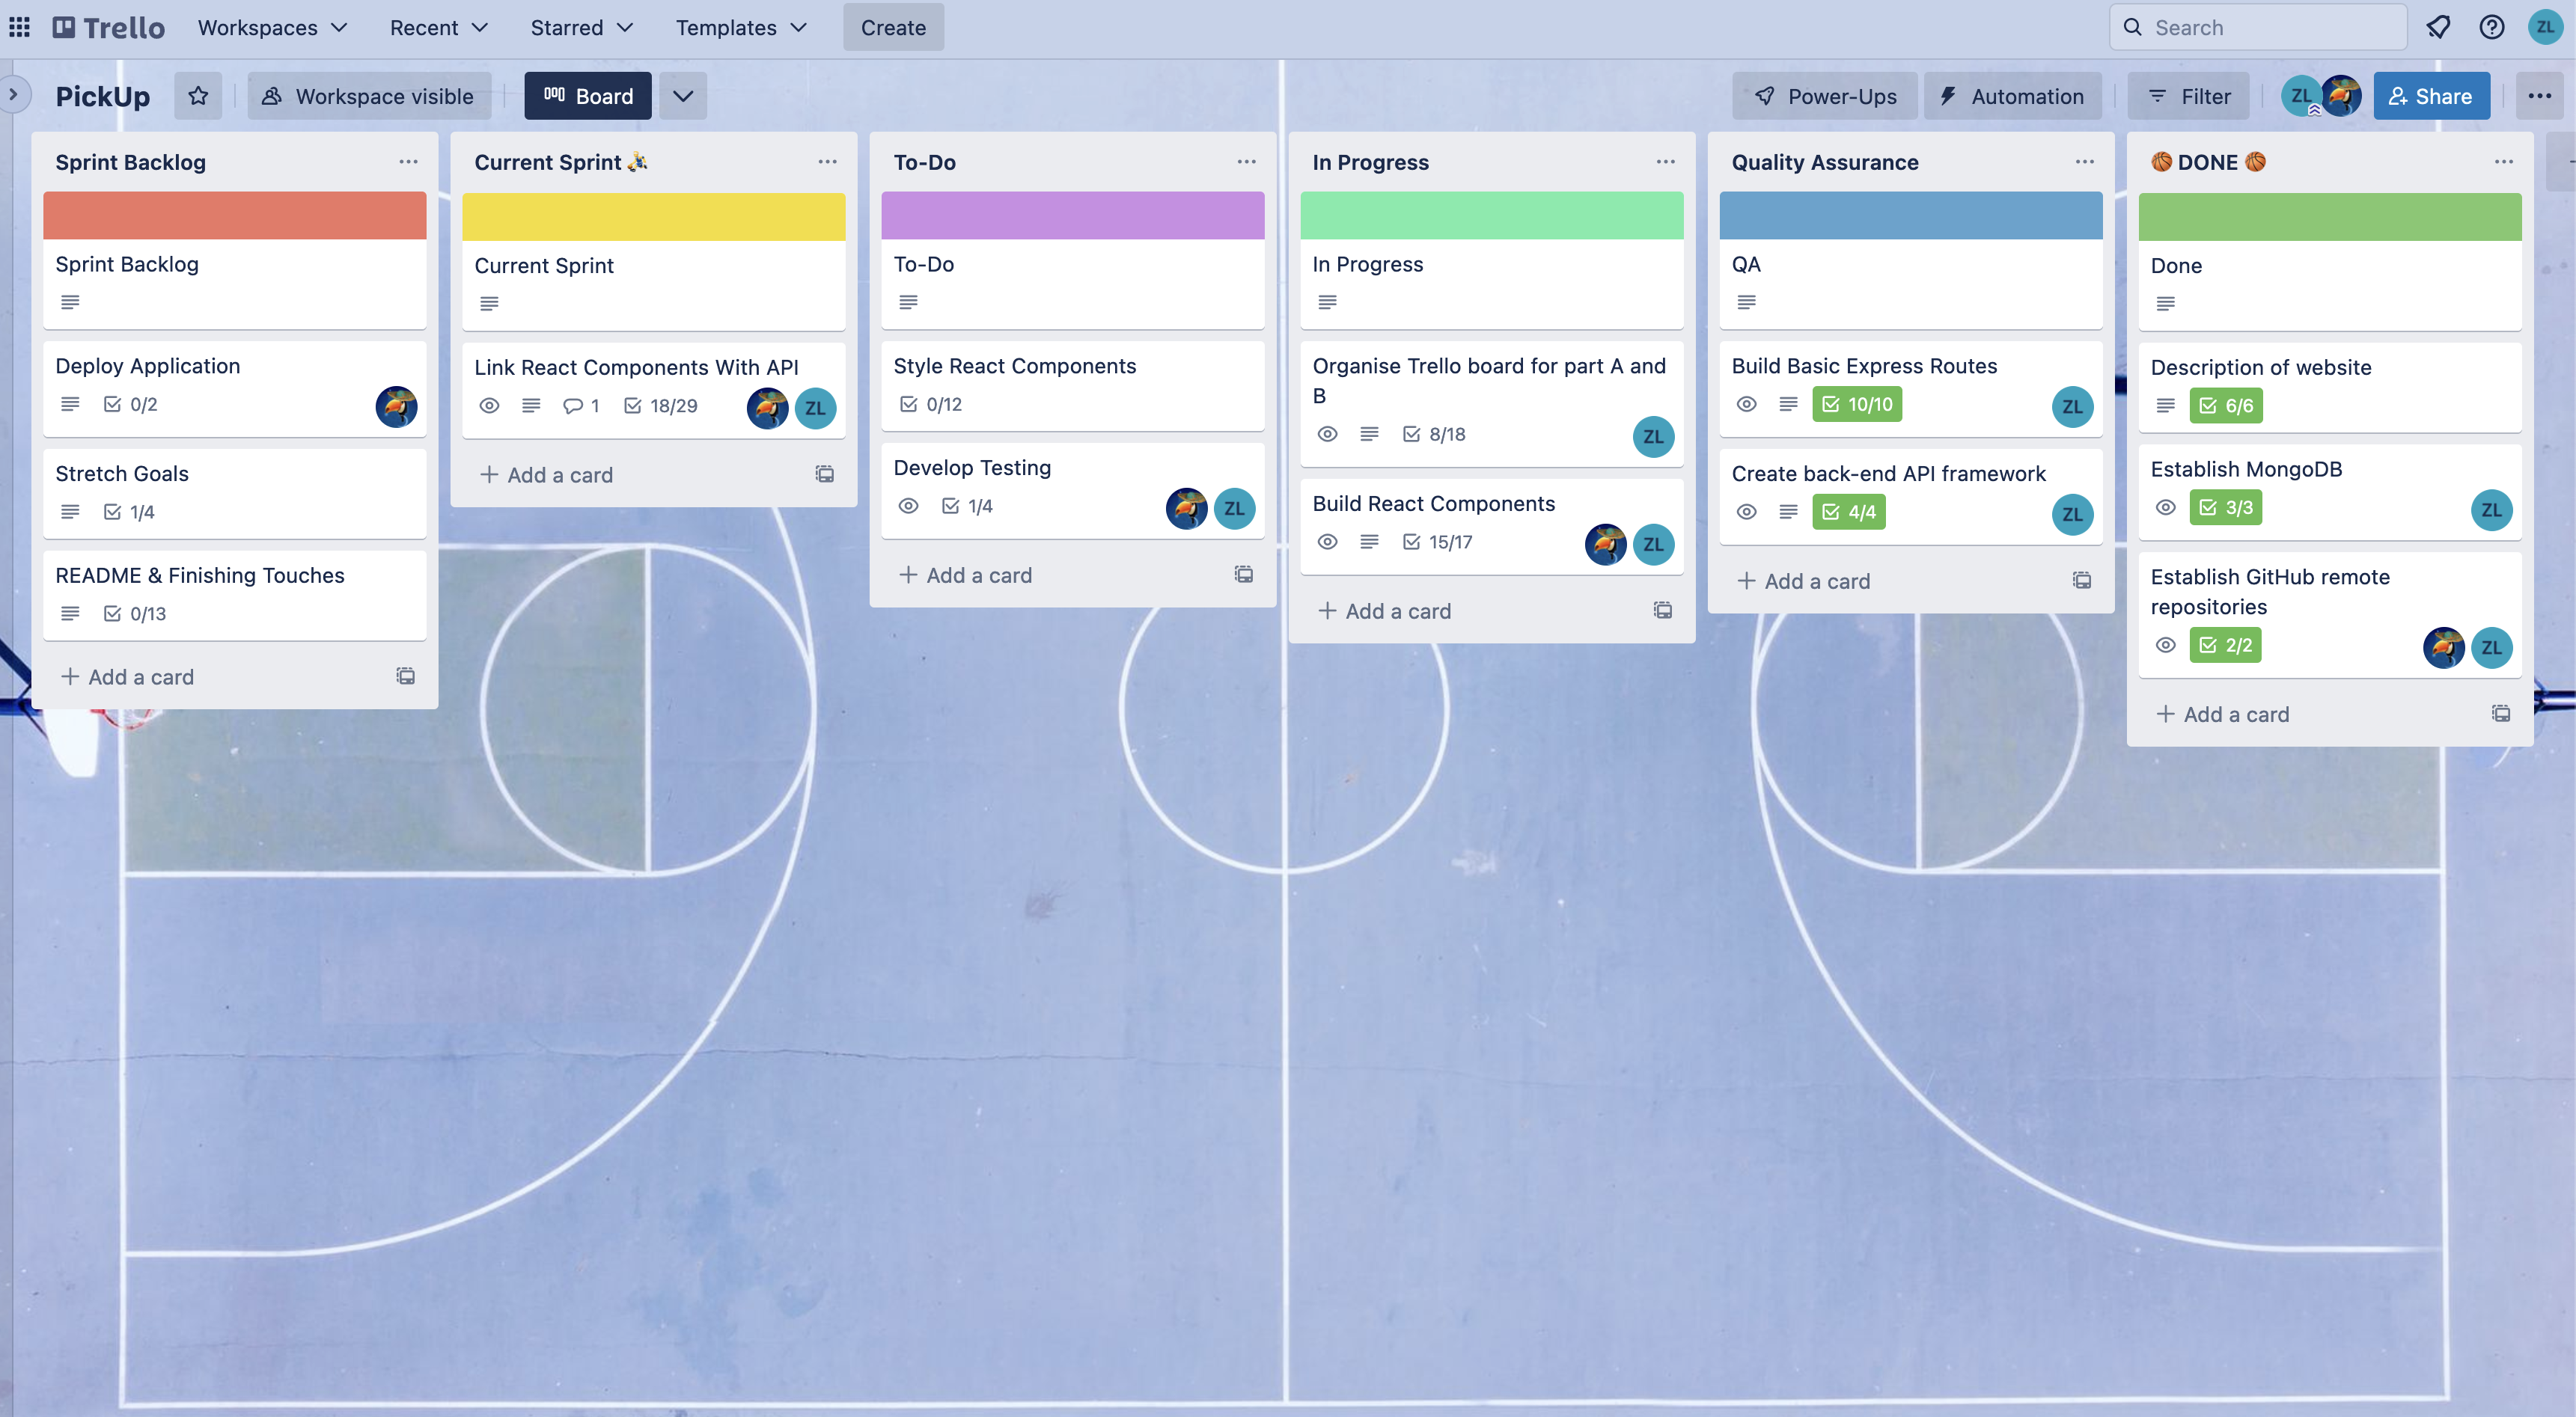 Trello Workspaces Recent Starred Templates Create Search ZL
PickUp Workspace visible Board Power-Ups Automation Filter ZL Share
Sprint Backlog
Sprint Backlog
Deploy Application
0/2
Stretch Goals
1/4
README & Finishing Touches
0/13
Add a card
Current Sprint
Current Sprint
Link React Components With API
1 18/29 ZL
Add a card
To-Do
To-Do
Style React Components
0/12
Develop Testing
1/4 ZL
Add a card
In Progress
In Progress
Organise Trello board for part A and
B
8/18 ZL
Build React Components
15/17 ZL
Add a card
Quality Assurance
QA
Build Basic Express Routes
10/10 ZL
Create back-end API framework
4/4 ZL
Add a card
🏀 DONE 🏀
Done
Description of website
6/6
Establish MongoDB
3/3 ZL
Establish GitHub remote
repositories
2/2 ZL
Add a card